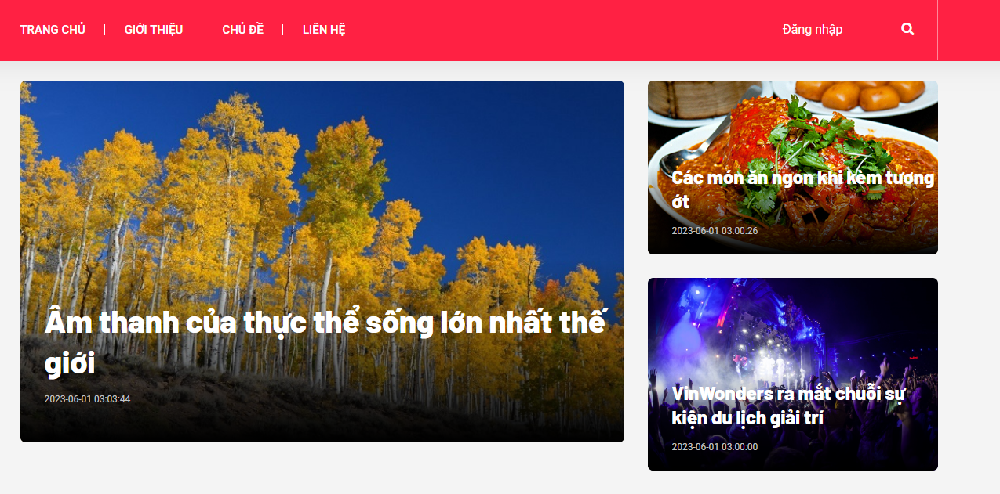 TRANG CHỦ
GIỚI THIỆU
CHỦ ĐỀ
LIÊN HỆ
Đăng nhập
Âm thanh của thực thể sống lớn nhất thế
giới
2023-06-01 03:03:44
Các món ăn ngon khi kèm tương
ớt
2023-06-01 03:00:26
VinWonders ra mắt chuỗi sự
kiện du lịch giải trí
2023-06-01 03:00:00